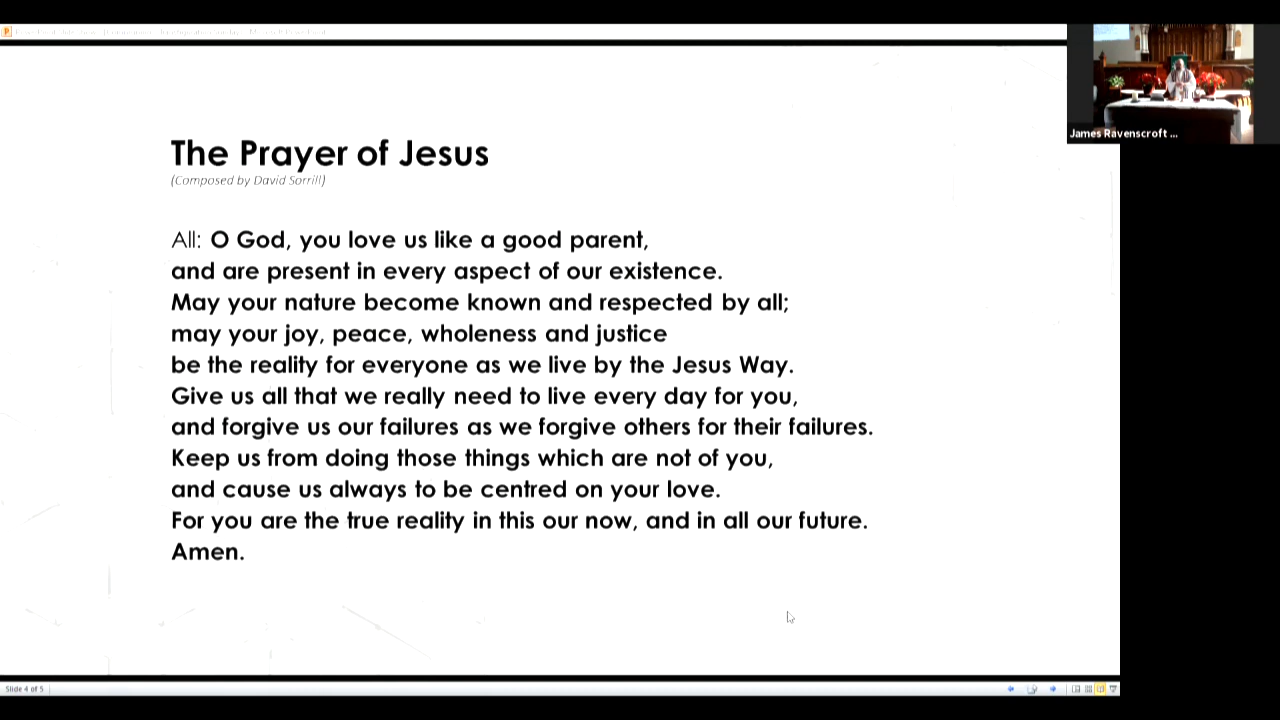 The Prayer of Jesus
(Composed by David Sorrill)
All: O God, you love us like a good parent,
and are present in every aspect of our existence.
May your nature become known and respected by all;
may your joy, peace, wholeness and justice
be the reality for everyone as we live by the Jesus Way.
Give us all that we really need to live every day for you,
and forgive us our failures as we forgive others for their failures.
Keep us from doing those things which are not of you,
and cause us always to be centred on your love.
For you are the true reality in this our now, and in all our future.
Amen.
James Ravenscroft ...
Slide 4 of 5